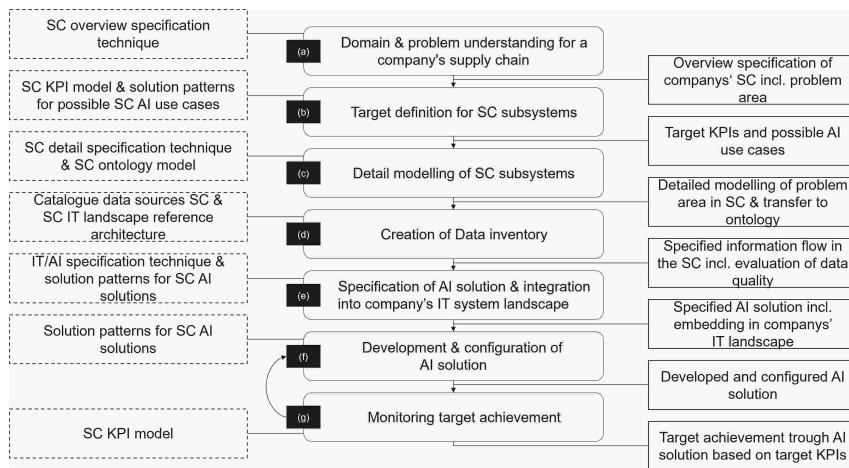 SC overview specification
technique
(a)
Domain & problem understanding for a
company's supply chain
Overview specification of
companys‘ SC incl. problem
area
SC KPI model & solution patterns
for possible SC AI use cases
(b)
Target definition for SC subsystems
Target KPIs and possible AI
use cases
SC detail specification technique
& SC ontology model
(c)
Detail modelling of SC subsystems
Detailed modelling of problem
area in SC & transfer to
ontology
Catalogue data sources SC &
SC IT landscape reference
architecture
(d)
Creation of Data inventory
Specified information flow in
the SC incl. evaluation of data
quality
IT/AI specification technique &
solution patterns for SC AI
solutions
(e)
Specification of AI solution & integration
into company’s IT system landscape
Specified AI solution incl.
embedding in companys’
IT landscape
Solution patterns for SC AI
solutions
(f)
Development & configuration of
AI solution
Developed and configured AI
solution
SC KPI model
(g)
Monitoring target achievement
Target achievement trough AI
solution based on target KPIs